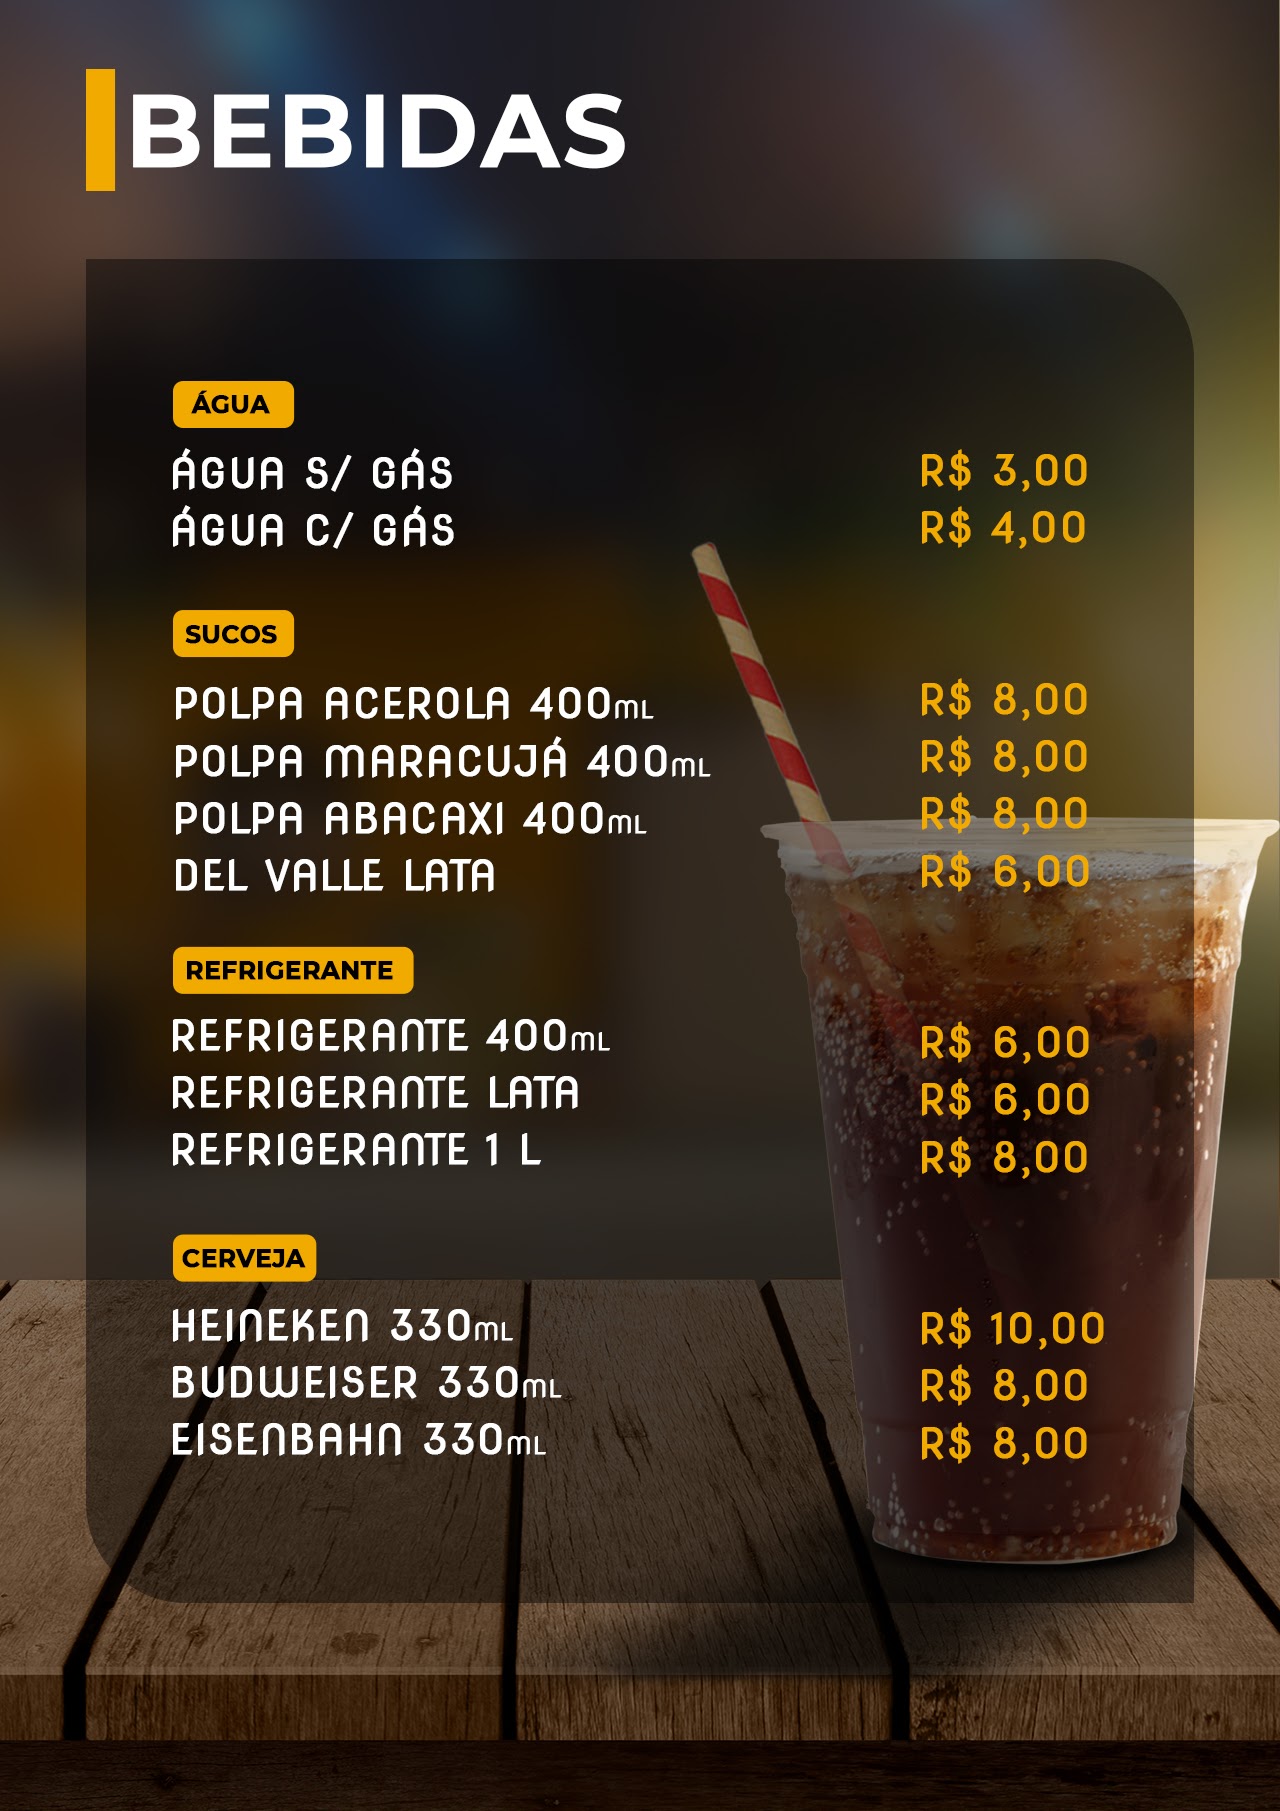 BEBIDAS
ÁGUA
ÁGUA S/ GÁS R$ 3,00
ÁGUA C/ GÁS R$ 4,00
SUCOS
POLPA ACEROLA 400ML R$ 8,00
POLPA MARACUJÁ 400ML R$ 8,00
POLPA ABACAXI 400ML R$ 8,00
DEL VALLE LATA R$ 6,00
REFRIGERANTE
REFRIGERANTE 400ML R$ 6,00
REFRIGERANTE LATA R$ 6,00
REFRIGERANTE 1 L R$ 8,00
CERVEJA
HEINEKEN 330ML R$ 10,00
BUDWEISER 330ML R$ 8,00
EISENBAHN 330ML R$ 8,00